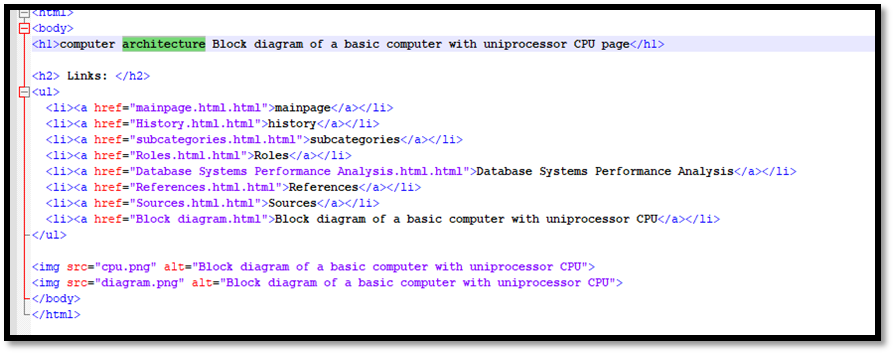 <html>
<body>
<h1>computer architecture Block diagram of a basic computer with uniprocessor CPU page</h1>
<h2> Links: </h2>
<ul>
<li><a href="mainpage.html.html">mainpage</a></li>
<li><a href="History.html.html">history</a></li>
<li><a href="subcategories.html.html">subcategories</a></li>
<li><a href="Roles.html.html">Roles</a></li>
<li><a href="Database Systems Performance Analysis.html.html">Database Systems Performance Analysis</a></li>
<li><a href="References.html.html">References</a></li>
<li><a href="Sources.html.html">Sources</a></li>
<li><a href="Block diagram.html">Block diagram of a basic computer with uniprocessor CPU</a></li>
</ul>
<img src="cpu.png" alt="Block diagram of a basic computer with uniprocessor CPU">
<img src="diagram.png" alt="Block diagram of a basic computer with uniprocessor CPU">
</body>
</html>